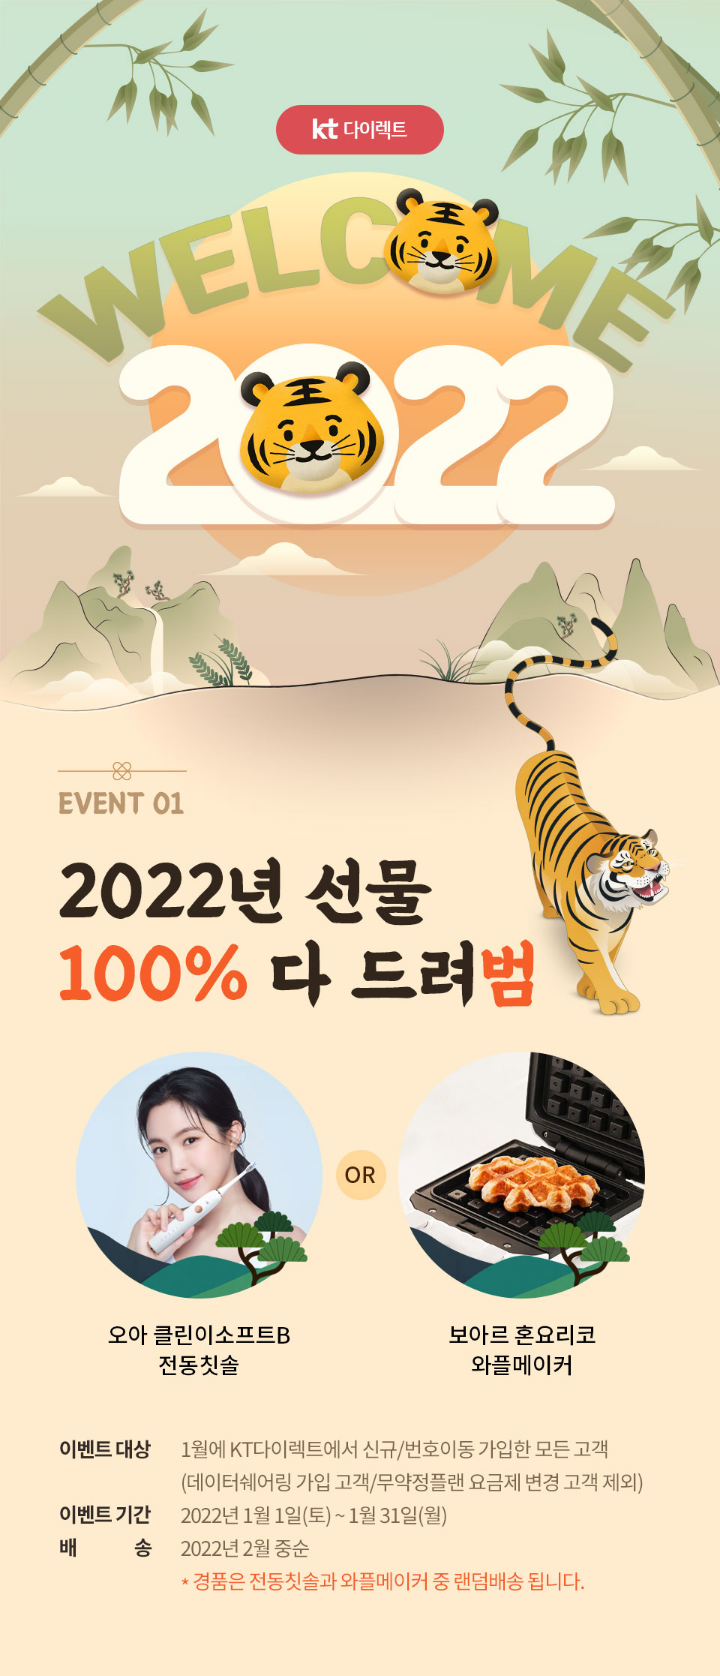 kt 다이렉트
WELCOME
2022
EVENT 01
2022년 선물
100% 다 드려범
OR
오아 클린이소프트B
전동칫솔
보아르 혼요리코
와플메이커
이벤트 대상 1월에 KT다이렉트에서 신규/번호이동 가입한 모든 고객
(데이터쉐어링 가입 고객/무약정플랜 요금제 변경 고객 제외)
이벤트 기간 2022년 1월 1일(토) ~ 1월 31일(월)
배 송 2022년 2월 중순
* 경품은 전동칫솔과 와플메이커 중 랜덤배송 됩니다.